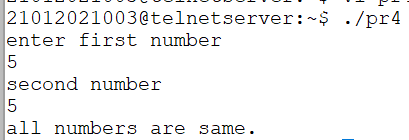 21012021003@telnetserver:~$ ./pr4
enter first number
5
second number
5
all numbers are same.